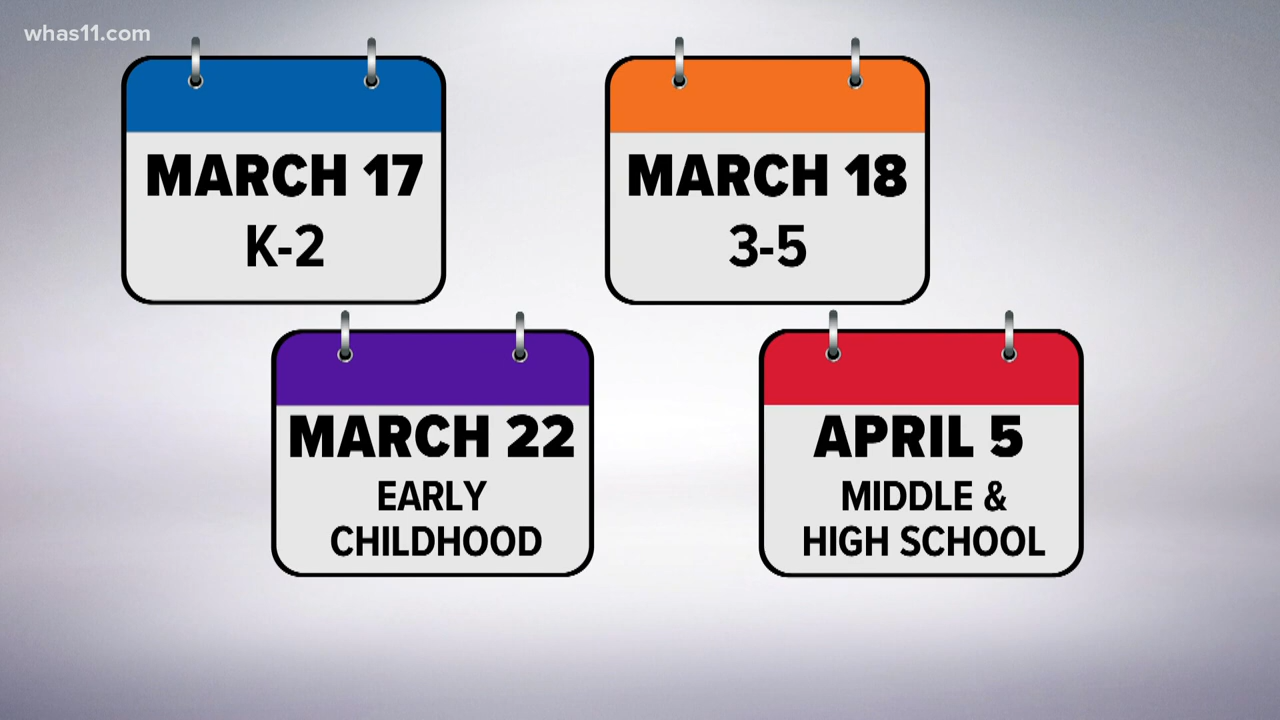 whas11.com
MARCH 17
K-2
MARCH 18
3-5
MARCH 22
EARLY
CHILDHOOD
APRIL 5
MIDDLE &
HIGH SCHOOL